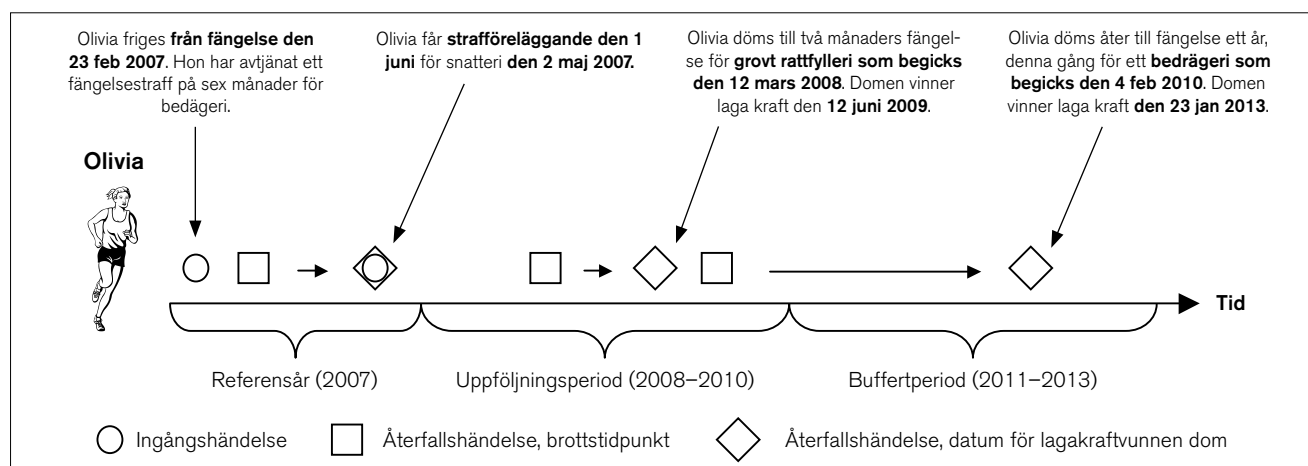 Olivia friges från fängelse den
23 feb 2007. Hon har avtjänat ett
fängelsestraff på sex månader för
bedägeri.
Olivia får strafföreläggande den 1
juni för snatteri den 2 maj 2007.
Olivia döms till två månaders fängel-
se för grovt rattfylleri som begicks
den 12 mars 2008. Domen vinner
laga kraft den 12 juni 2009.
Olivia döms åter till fängelse ett år,
denna gång för ett bedrägeri som
begicks den 4 feb 2010. Domen
vinner laga kraft den 23 jan 2013.
Olivia
Tid
Referensår (2007)
Uppföljningsperiod (2008–2010)
Buffertperiod (2011–2013)
Ingångshändelse
Återfallshändelse, brottstidpunkt
Återfallshändelse, datum för lagakraftvunnen dom